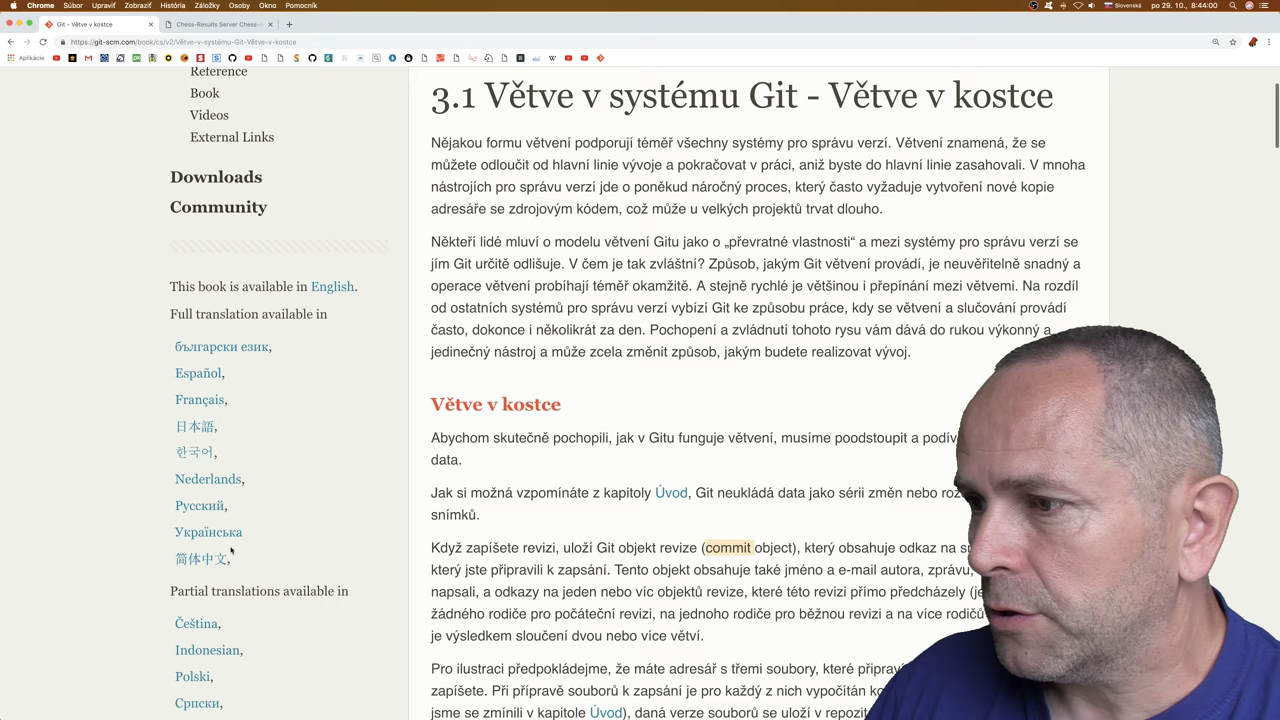 Chrome Súbor Upraviť Zobraziť História Záložky Osoby Okno Pomocník
Slovenská po 29. 10., 8:44:00
Git - Větve v kostce
Chess-Results Server Chess-
https://git-scm.com/book/cs/v2/Větve-v-systému-Git-Větve-v-kostce
Aplikácie
Reference
Book
Videos
External Links
Downloads
Community
This book is available in English.
Full translation available in
български език,
Español,
Français,
日本語,
한국어,
Nederlands,
Русский,
Українська
简体中文,
Partial translations available in
Čeština,
Indonesian,
Polski,
Српски,
3.1 Větve v systému Git - Větve v kostce
Nějakou formu větvení podporují téměř všechny systémy pro správu verzí. Větvení znamená, že se
můžete odloučit od hlavní linie vývoje a pokračovat v práci, aniž byste do hlavní linie zasahovali. V mnoha
nástrojích pro správu verzí jde o poněkud náročný proces, který často vyžaduje vytvoření nové kopie
adresáře se zdrojovým kódem, což může u velkých projektů trvat dlouho.
Někteří lidé mluví o modelu větvení Gitu jako o „převratné vlastnosti“ a mezi systémy pro správu verzí se
jím Git určitě odlišuje. V čem je tak zvláštní? Způsob, jakým Git větvení provádí, je neuvěřitelně snadný a
operace větvení probíhají téměř okamžitě. A stejně rychlé je většinou i přepínání mezi větvemi. Na rozdíl
od ostatních systémů pro správu verzí vybízí Git ke způsobu práce, kdy se větvení a slučování provádí
často, dokonce i několikrát za den. Pochopení a zvládnutí tohoto rysu vám dává do rukou výkonný a
jedinečný nástroj a může zcela změnit způsob, jakým budete realizovat vývoj.
Větve v kostce
Abychom skutečně pochopili, jak v Gitu funguje větvení, musíme poodstoupit a
data.
Jak si možná vzpomínáte z kapitoly Úvod, Git neukládá data jako sérii změn nebo
snímků.
Když zapíšete revizi, uloží Git objekt revize (commit object), který obsahuje odkaz na
který jste připravili k zapsání. Tento objekt obsahuje také jméno a e-mail autora, zprávu,
napsali, a odkazy na jeden nebo víc objektů revize, které této revizi přímo předcházely
žádného rodiče pro počáteční revizi, na jednoho rodiče pro běžnou revizi a na více rodičů
je výsledkem sloučení dvou nebo více větví.
Pro ilustraci předpokládejme, že máte adresář s třemi soubory, které
zapíšete. Při přípravě souborů k zapsání je pro každý z nich vypočítán
jsme se zmínili v kapitole Úvod), daná verze souborů se uloží v